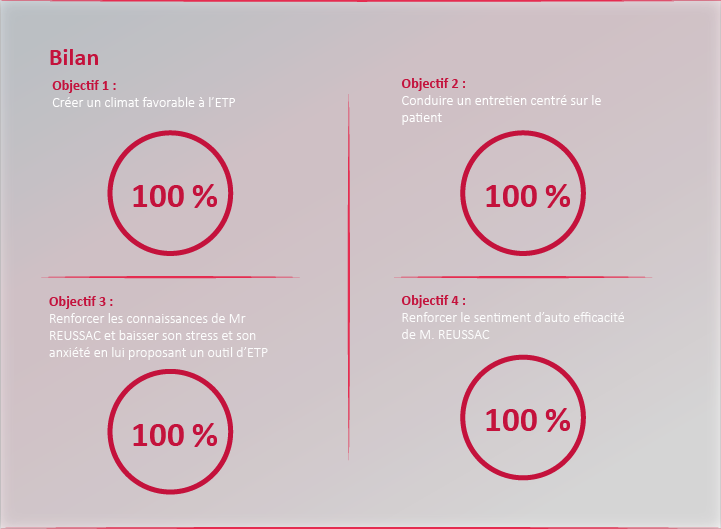 Bilan
Objectif 1 :
Créer un climat favorable à l'ETP
100 %
Objectif 2 :
Conduire un entretien centré sur le
patient
100 %
Objectif 3 :
Renforcer les connaissances de Mr
REUSSAC et baisser son stress et son
anxiété en lui proposant un outil d'ETP
100 %
Objectif 4 :
Renforcer le sentiment d'auto efficacité
de M. REUSSAC
100 %